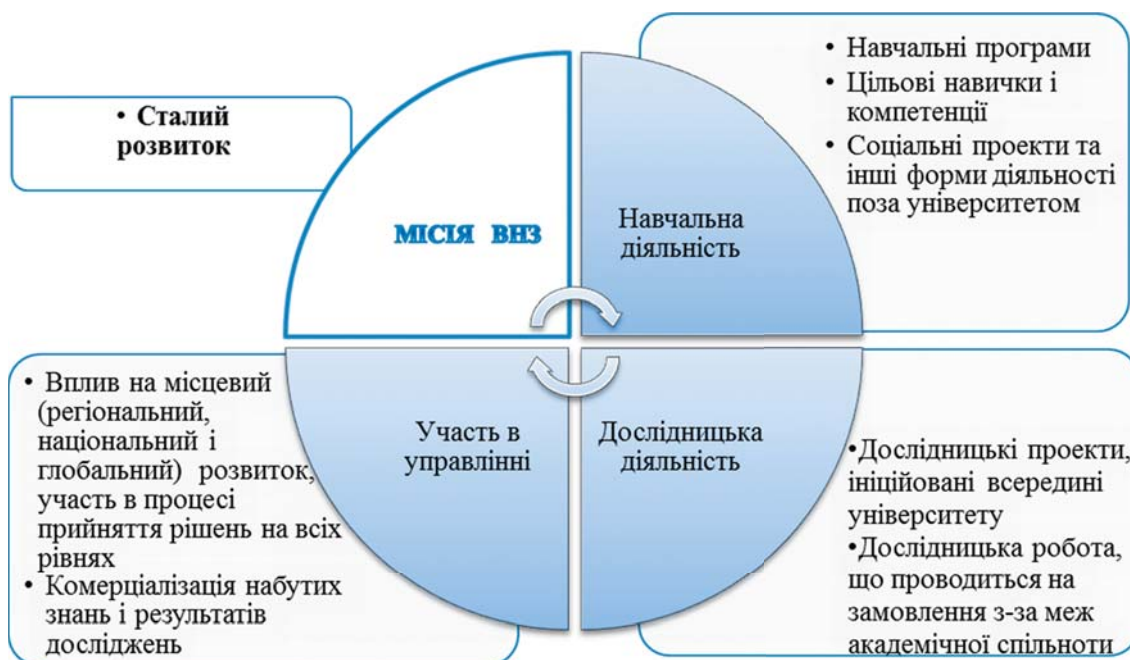 • Сталий
розвиток
МІСІЯ ВНЗ
Навчальна
діяльність
• Навчальні програми
• Цільові навички і
компетенції
• Соціальні проекти та
інші форми діяльності
поза університетом
• Вплив на місцевий
(регіональний,
національний і
глобальний) розвиток,
участь в процесі
прийняття рішень на всіх
рівнях
• Комерціалізація набутих
знань і результатів
досліджень
Участь в
управлінні
Дослідницька
діяльність
•Дослідницькі проекти,
ініційовані всередині
університету
•Дослідницька робота,
що проводиться на
замовлення з-за меж
академічної спільноти